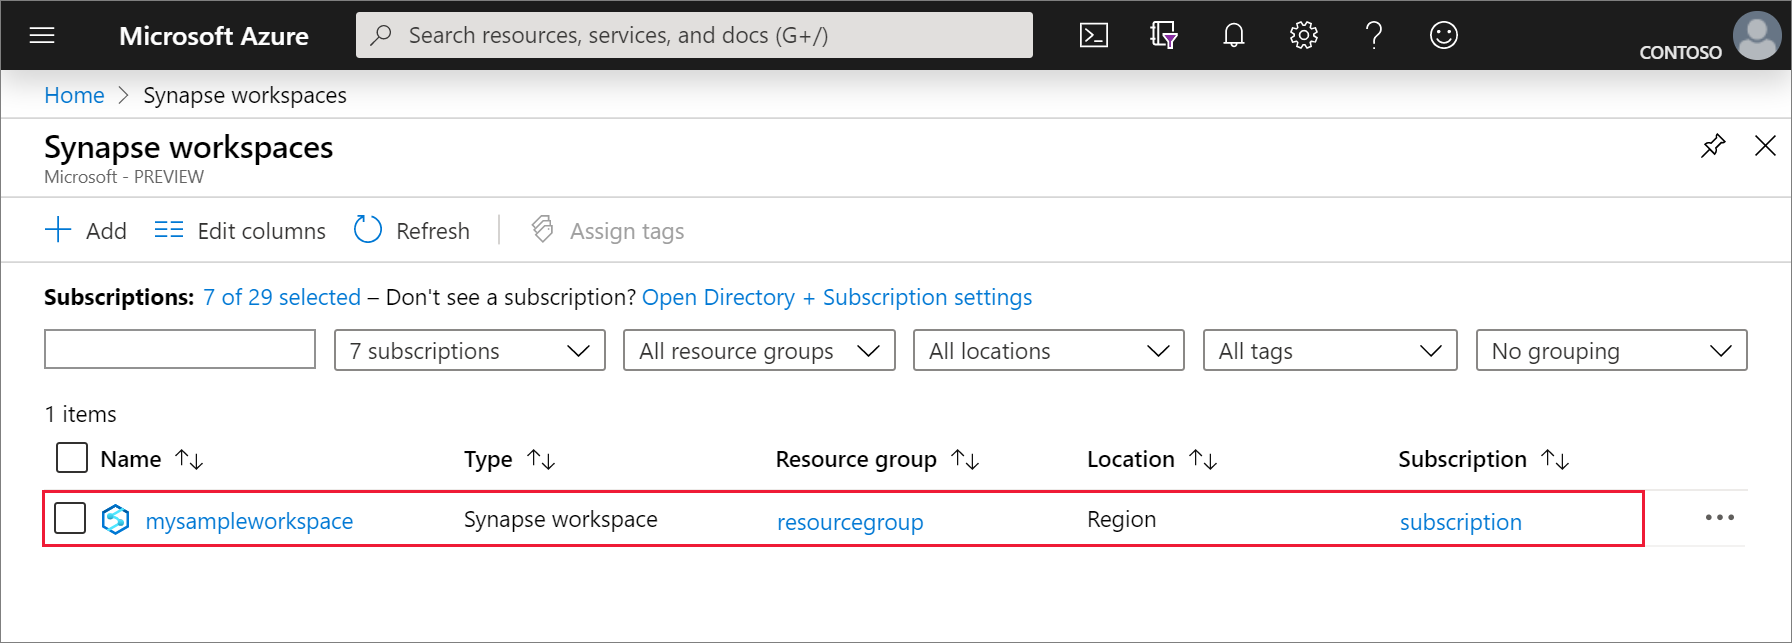 Microsoft Azure
Search resources, services, and docs (G+/)
CONTOSO
Home > Synapse workspaces
Synapse workspaces
Microsoft - PREVIEW
Add Edit columns Refresh Assign tags
Subscriptions: 7 of 29 selected – Don't see a subscription? Open Directory + Subscription settings
7 subscriptions All resource groups All locations All tags No grouping
1 items
Name Type Resource group Location Subscription
mysampleworkspace Synapse workspace resourcegroup Region subscription